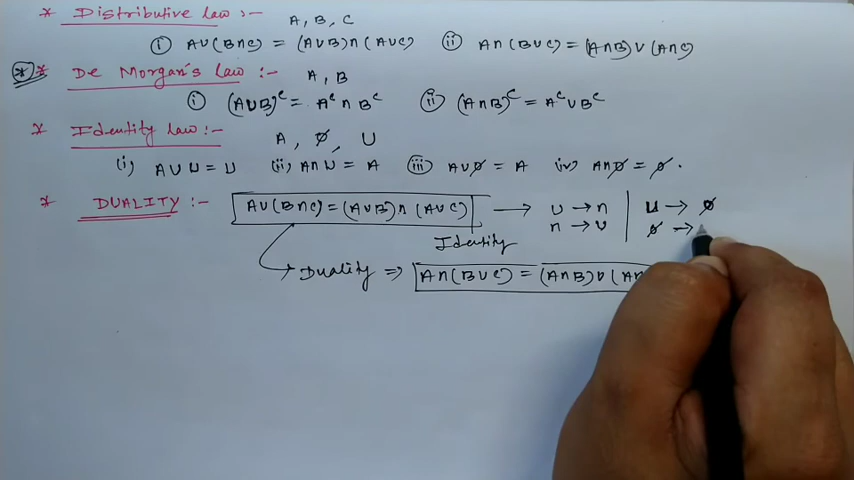 * Distributive law :- A, B, C
(i) A∪(B∩C) = (A∪B)∩(A∪C) (ii) A∩(B∪C) = (A∩B)∪(A∩C)
* De Morgan's Law :- A, B
(i) (A∪B)ᶜ = Aᶜ∩Bᶜ (ii) (A∩B)ᶜ = Aᶜ∪Bᶜ
* Identity law :- A, ∅, U
(i) A∪U = U (ii) A∩U = A (iii) A∪∅ = A (iv) A∩∅ = ∅.
* DUALITY :- A∪(B∩C) = (A∪B)∩(A∪C) → ∪ → ∩ | U → ∅
∩ → ∪ | ∅ →
Identity
Duality ⇒ A∩(B∪C) = (A∩B)∪(A∩